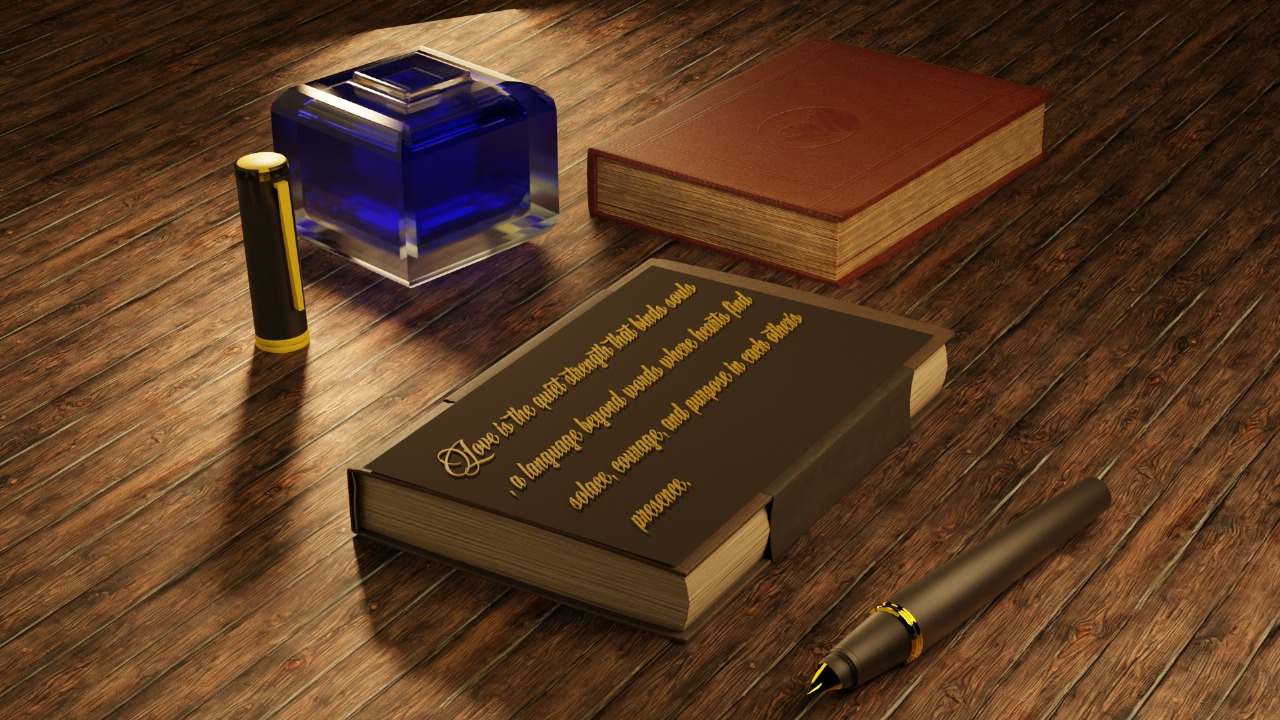 Love is the quiet strength that binds souls
, a language beyond words where hearts find
solace, courage, and purpose in each others
presence.